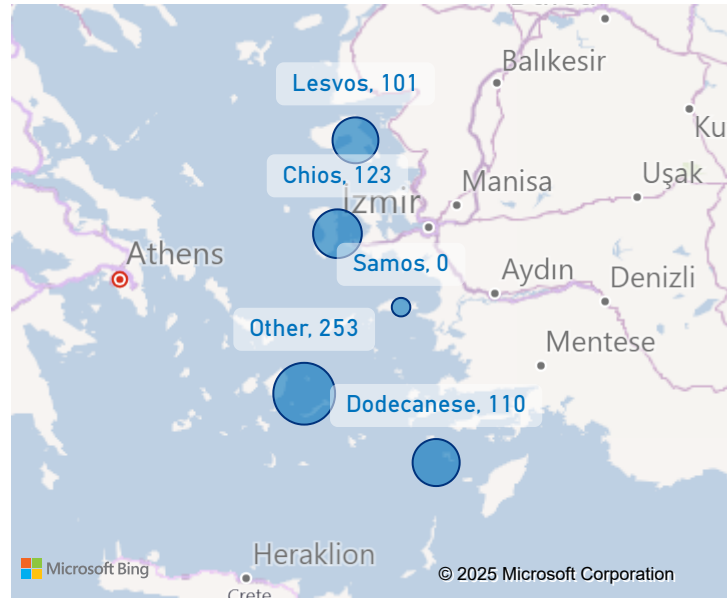 Balıkesir
Lesvos, 101
Ku
Chios, 123
Uşak
Manisa
İzmir
Athens
Samos, 0
Aydın
Denizli
Other, 253
Mentese
Dodecanese, 110
Heraklion
Microsoft Bing
© 2025 Microsoft Corporation
Crete